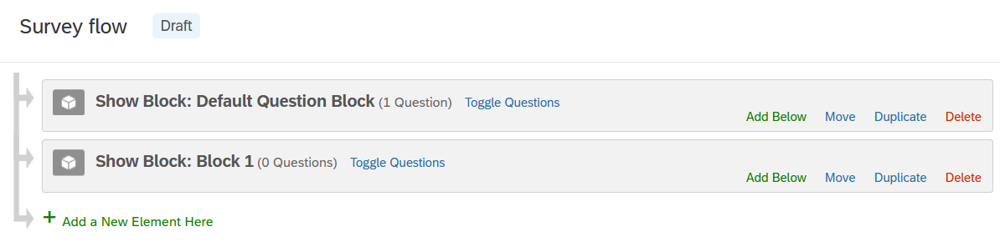 Survey flow Draft
Show Block: Default Question Block (1 Question) Toggle Questions
Add Below Move Duplicate Delete
Show Block: Block 1 (0 Questions) Toggle Questions
Add Below Move Duplicate Delete
+ Add a New Element Here